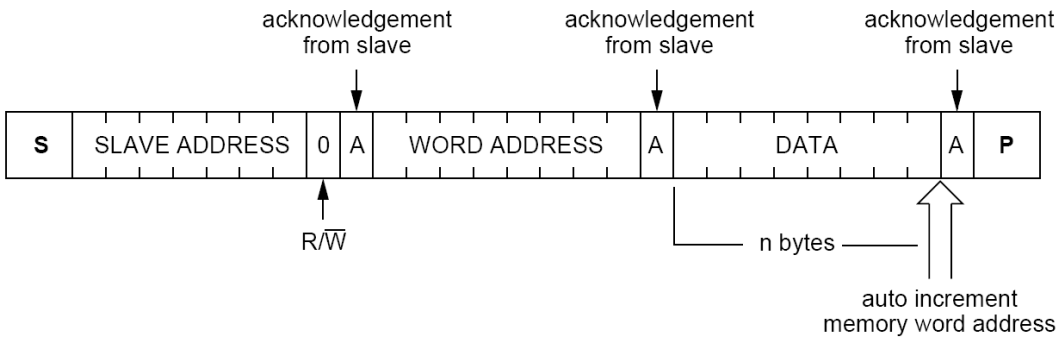 acknowledgement acknowledgement acknowledgement
from slave from slave from slave
S SLAVE ADDRESS 0 A WORD ADDRESS A DATA A P
R/W̅
n bytes
auto increment
memory word address